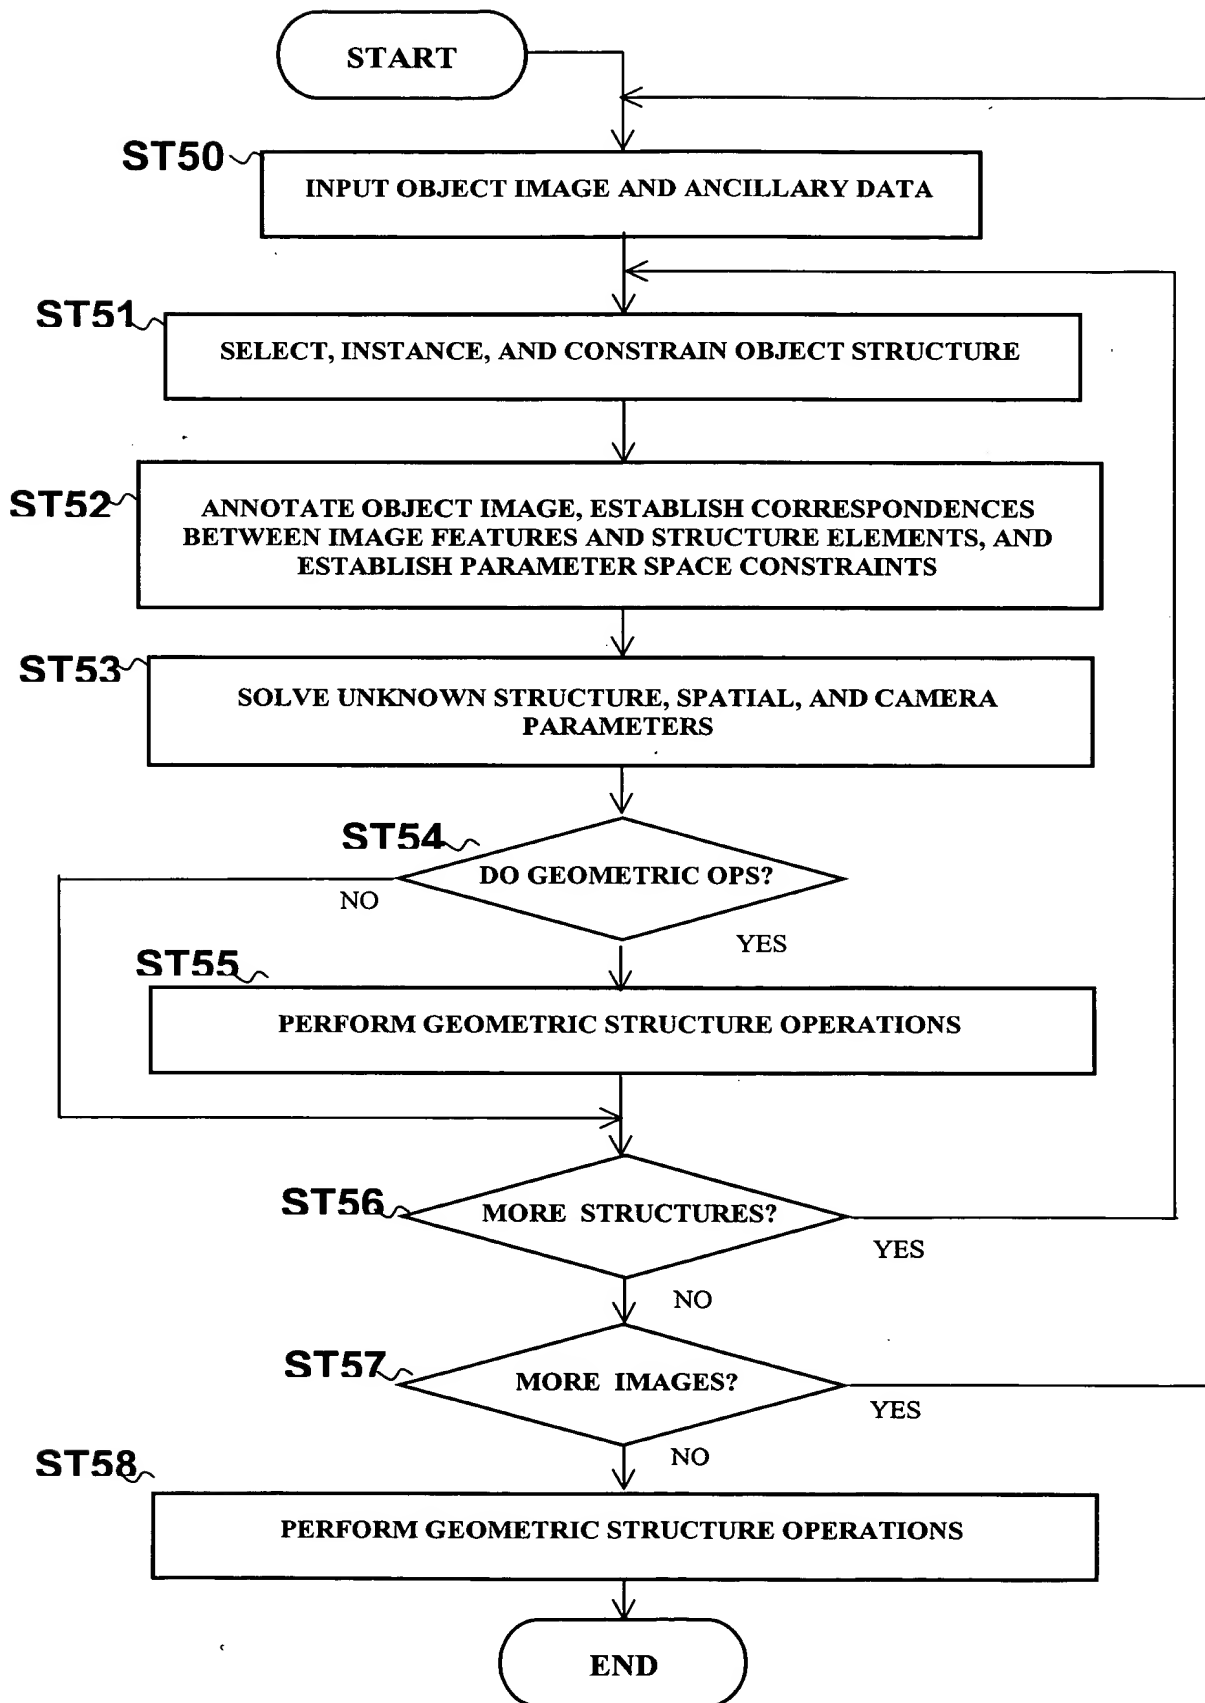 START
ST50
INPUT OBJECT IMAGE AND ANCILLARY DATA
ST51
SELECT, INSTANCE, AND CONSTRAIN OBJECT STRUCTURE
ST52
ANNOTATE OBJECT IMAGE, ESTABLISH CORRESPONDENCES
BETWEEN IMAGE FEATURES AND STRUCTURE ELEMENTS, AND
ESTABLISH PARAMETER SPACE CONSTRAINTS
ST53
SOLVE UNKNOWN STRUCTURE, SPATIAL, AND CAMERA
PARAMETERS
ST54
DO GEOMETRIC OPS?
NO
YES
ST55
PERFORM GEOMETRIC STRUCTURE OPERATIONS
ST56
MORE STRUCTURES?
YES
NO
ST57
MORE IMAGES?
YES
NO
ST58
PERFORM GEOMETRIC STRUCTURE OPERATIONS
END